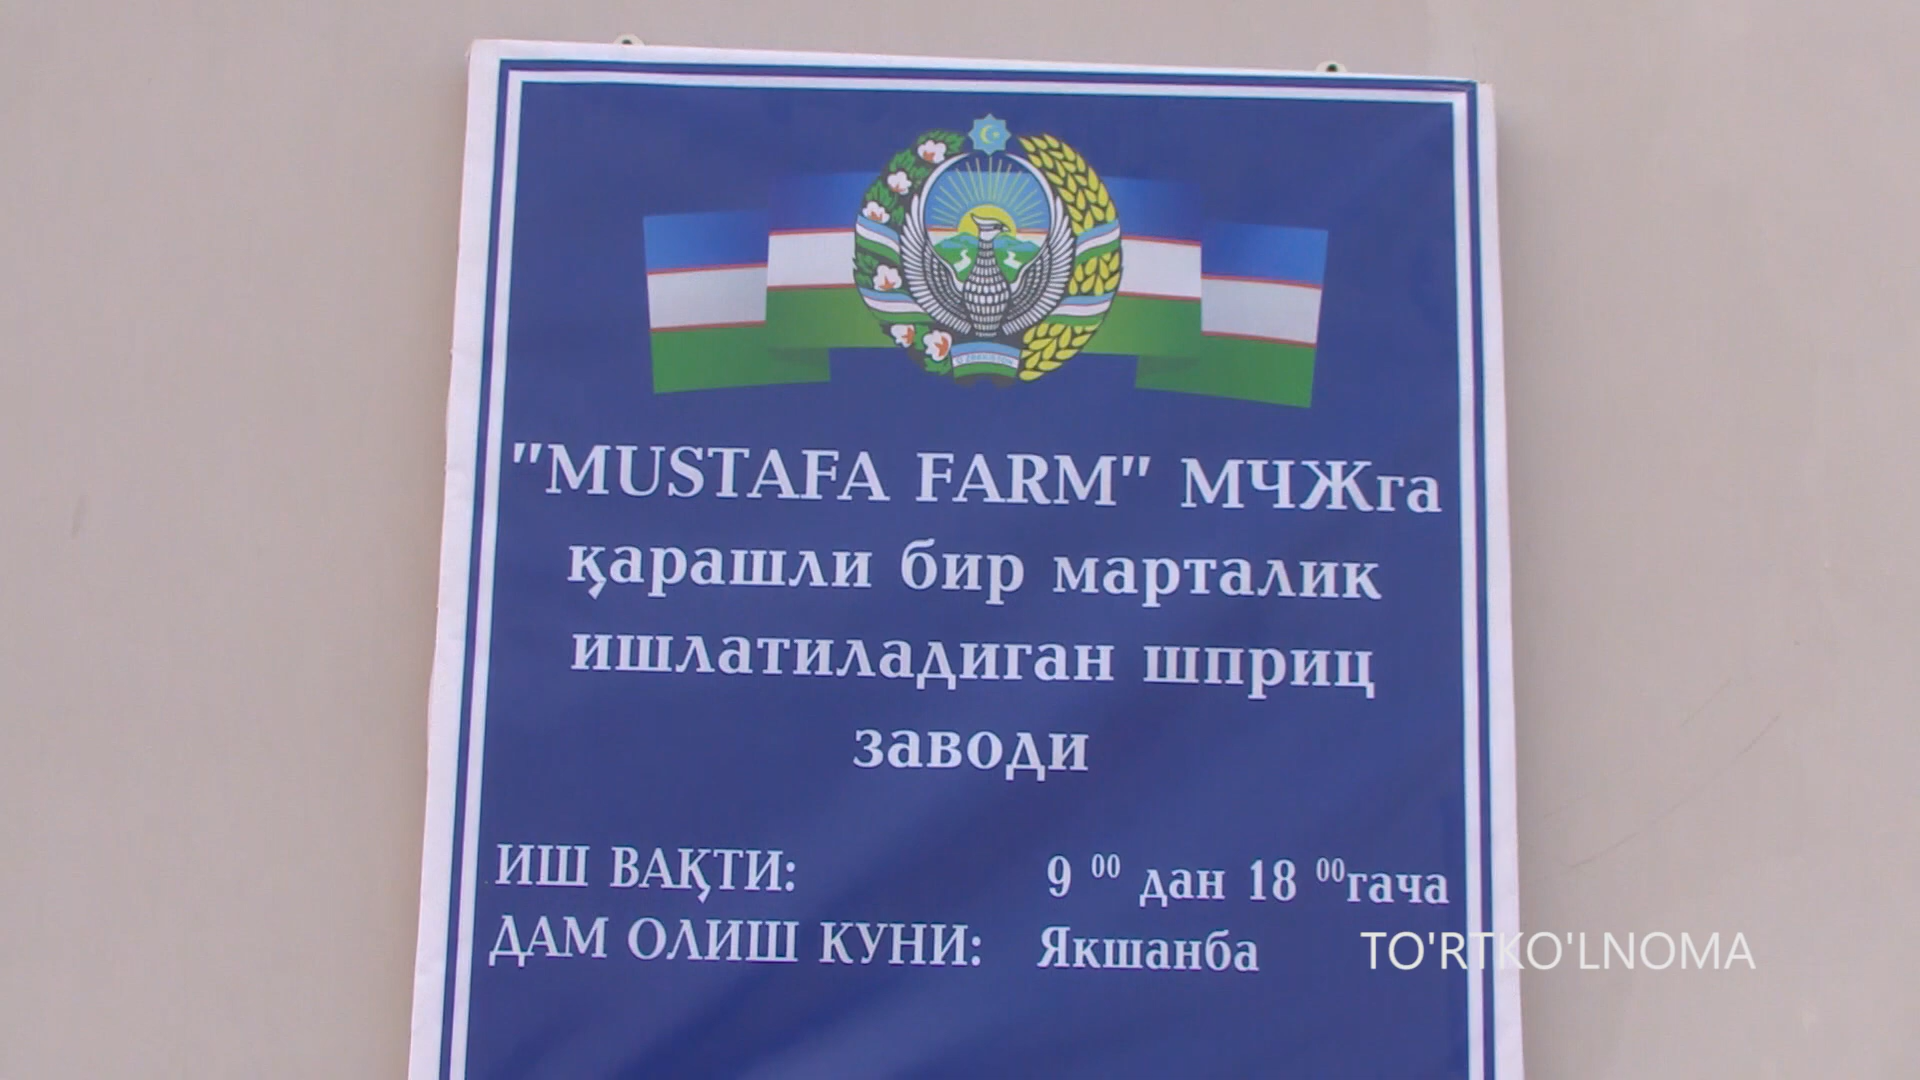 "MUSTAFA FARM" МЧЖга
қарашли бир марталик
ишлатиладиган шприц
заводи
ИШ ВАҚТИ: 9 00 дан 18 00гача
ДАМ ОЛИШ КУНИ: Якшанба
TO'RTKO'LNOMA